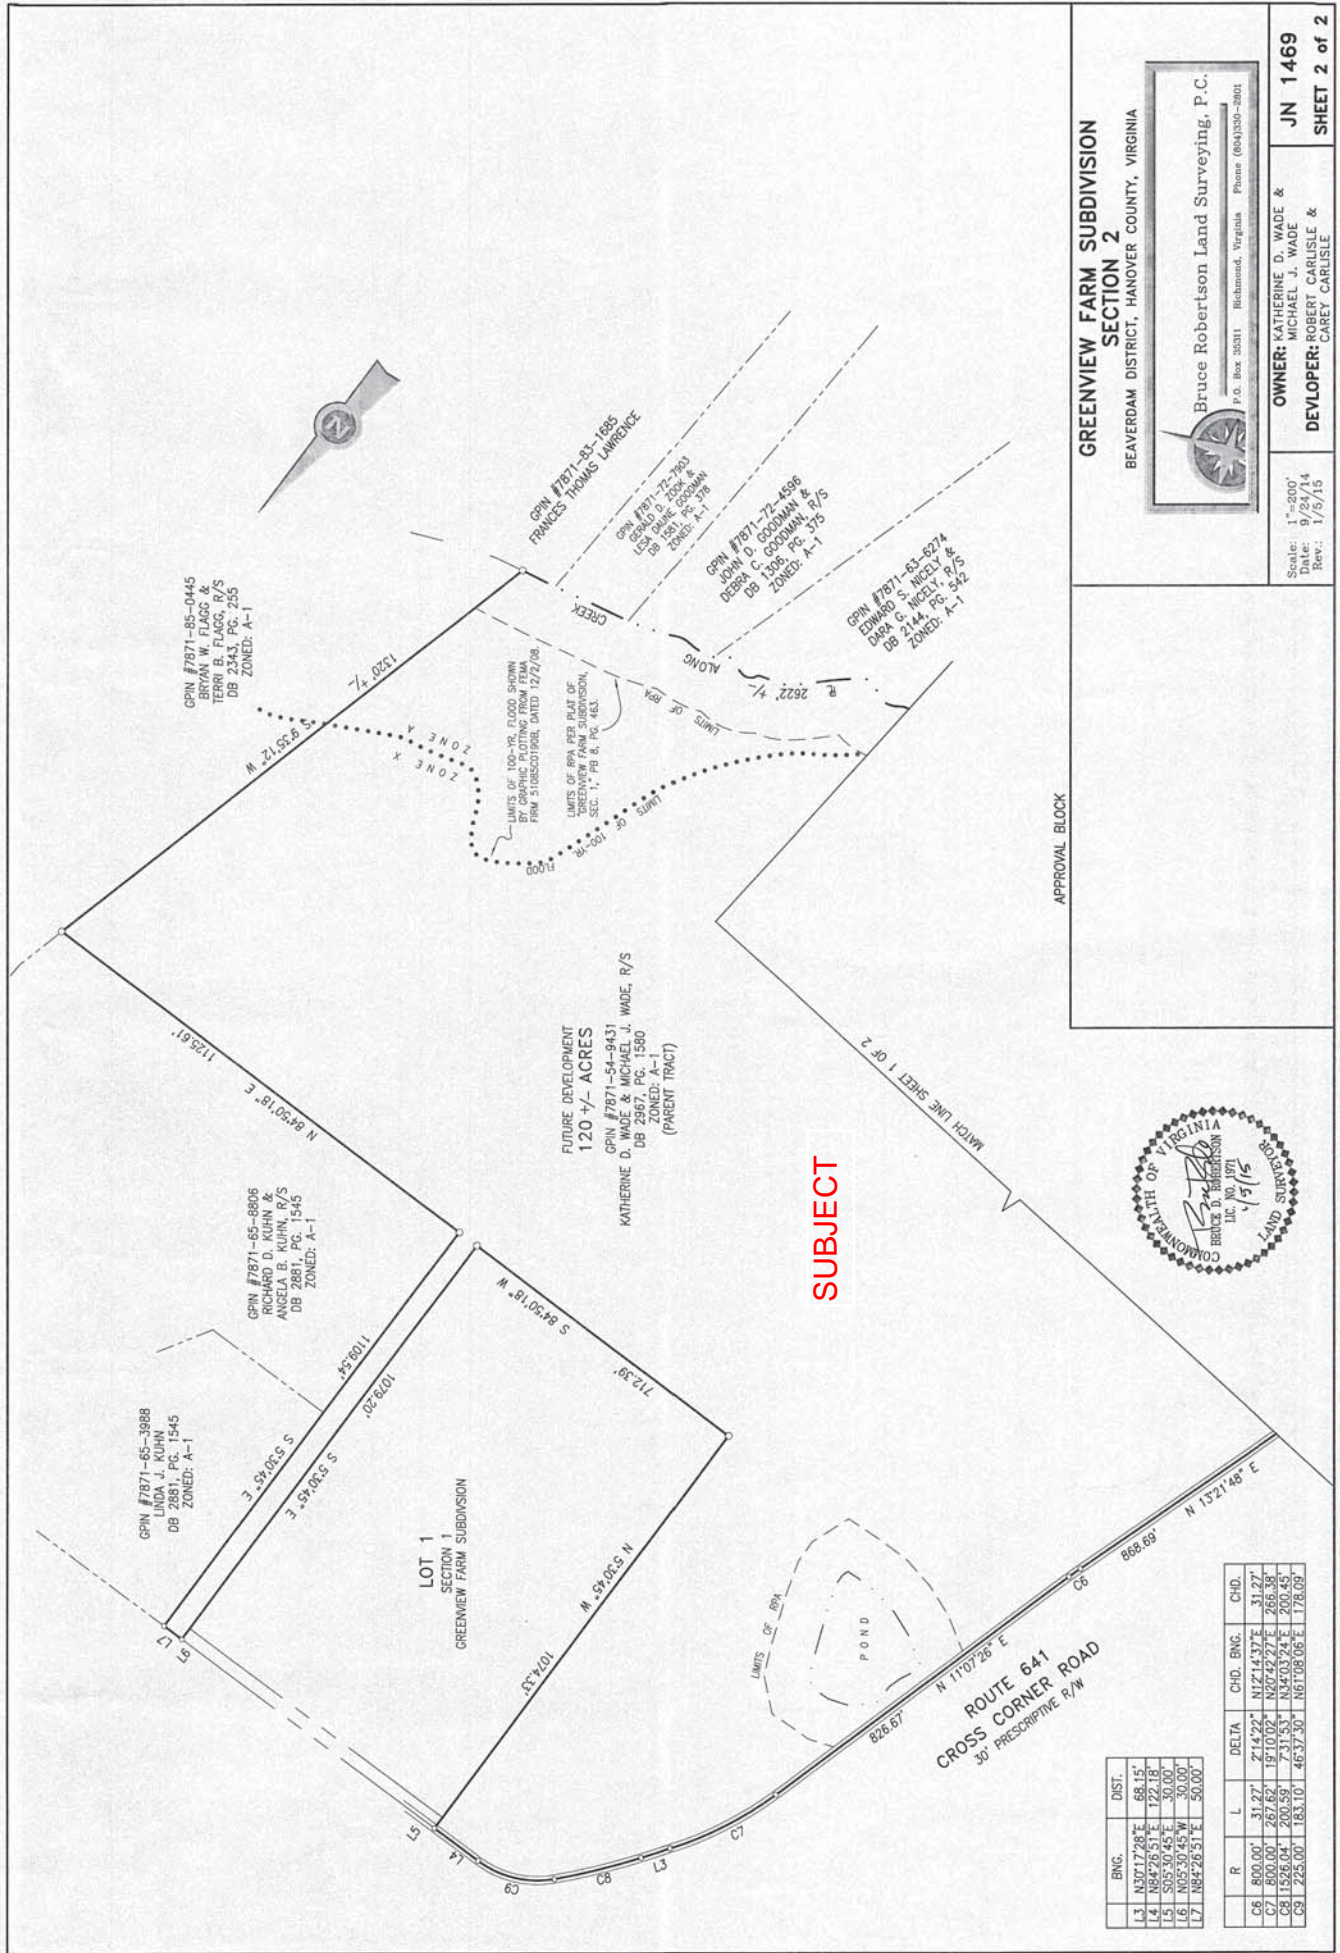 GPIN #7871-65-3988
LINDA J. KUHN
DB 2881, PG. 1545
ZONED: A-1
GPIN #7871-65-8806
RICHARD D. KUHN &
ANGELA B. KUHN, R/S
DB 2881, PG. 1545
ZONED: A-1
GPIN #7871-85-0445
BRYAN W. FLAGG &
TERRI B. FLAGG, R/S
DB 2343, PG. 255
ZONED: A-1
N
L7
L6
S 5°30'45" E
1109.54'
S 5°30'45" E
1079.20'
N 84°50'18" E
1125.61'
S 9°35'12" W
1320' +/-
ZONE X
ZONE A
LIMITS OF 100-YR. FLOOD SHOWN
BY GRAPHIC PLOTTING FROM FEMA
FIRM 51085C0190B, DATED 12/2/08.
LIMITS OF RPA PER PLAT OF
"GREENVIEW FARM SUBDIVISION,
SEC. 1," PB 8, PG. 463.
LIMITS OF 100-YR. FLOOD
LIMITS OF RPA
GPIN #7871-83-1685
FRANCES THOMAS LAWRENCE
GPIN #7871-72-7903
GERALD D. ZOOK &
LESA DAUNE GOODMAN
DB 1581, PG. 378
ZONED: A-1
GPIN #7871-72-4596
JOHN D. GOODMAN &
DEBRA C. GOODMAN, R/S
DB 1306, PG. 375
ZONED: A-1
GPIN #7871-63-6274
EDWARD S. NICELY &
DARA G. NICELY, R/S
DB 2144, PG. 542
ZONED: A-1
2622' +/-
ALONG
CREEK
LOT 1
SECTION 1
GREENVIEW FARM SUBDIVISION
S 84°50'18" W
712.39'
N 5°30'45" W
1074.33'
FUTURE DEVELOPMENT
120 +/- ACRES
GPIN #7871-54-9431
KATHERINE D. WADE & MICHAEL J. WADE, R/S
DB 2967, PG. 1580
ZONED: A-1
(PARENT TRACT)
SUBJECT
L5
L4
C9
C8
L3
C7
LIMITS OF RPA
POND
826.67'
N 11°07'26" E
ROUTE 641
CROSS CORNER ROAD
30' PRESCRIPTIVE R/W
C6
868.69'
N 13°21'48" E
MATCH LINE SHEET 1 OF 2
BNG. DIST.
L3 N30°17'28"E 68.15'
L4 N84°26'51"E 122.18'
L5 S05°30'45"E 30.00'
L6 N05°30'45"W 30.00'
L7 N84°26'51"E 50.00'
R L DELTA CHD. BNG. CHD.
C6 800.00' 31.27' 2°14'22" N12°14'37"E 31.27'
C7 800.00' 267.62' 19°10'02" N20°42'27"E 266.38'
C8 1526.04' 200.59' 7°31'53" N34°03'24"E 200.45'
C9 225.00' 183.10' 46°37'30" N61°08'06"E 178.09'
COMMONWEALTH OF VIRGINIA
BRUCE D. ROBERTSON
LIC. NO. 1971
1/5/15
LAND SURVEYOR
APPROVAL BLOCK
GREENVIEW FARM SUBDIVISION
SECTION 2
BEAVERDAM DISTRICT, HANOVER COUNTY, VIRGINIA
Bruce Robertson Land Surveying, P.C.
P.O. Box 35311 Richmond, Virginia Phone (804)330-2801
Scale: 1"=200'
Date: 9/24/14
Rev.: 1/5/15
OWNER: KATHERINE D. WADE &
MICHAEL J. WADE
DEVLOPER: ROBERT CARLISLE &
CAREY CARLISLE
JN 1469
SHEET 2 of 2